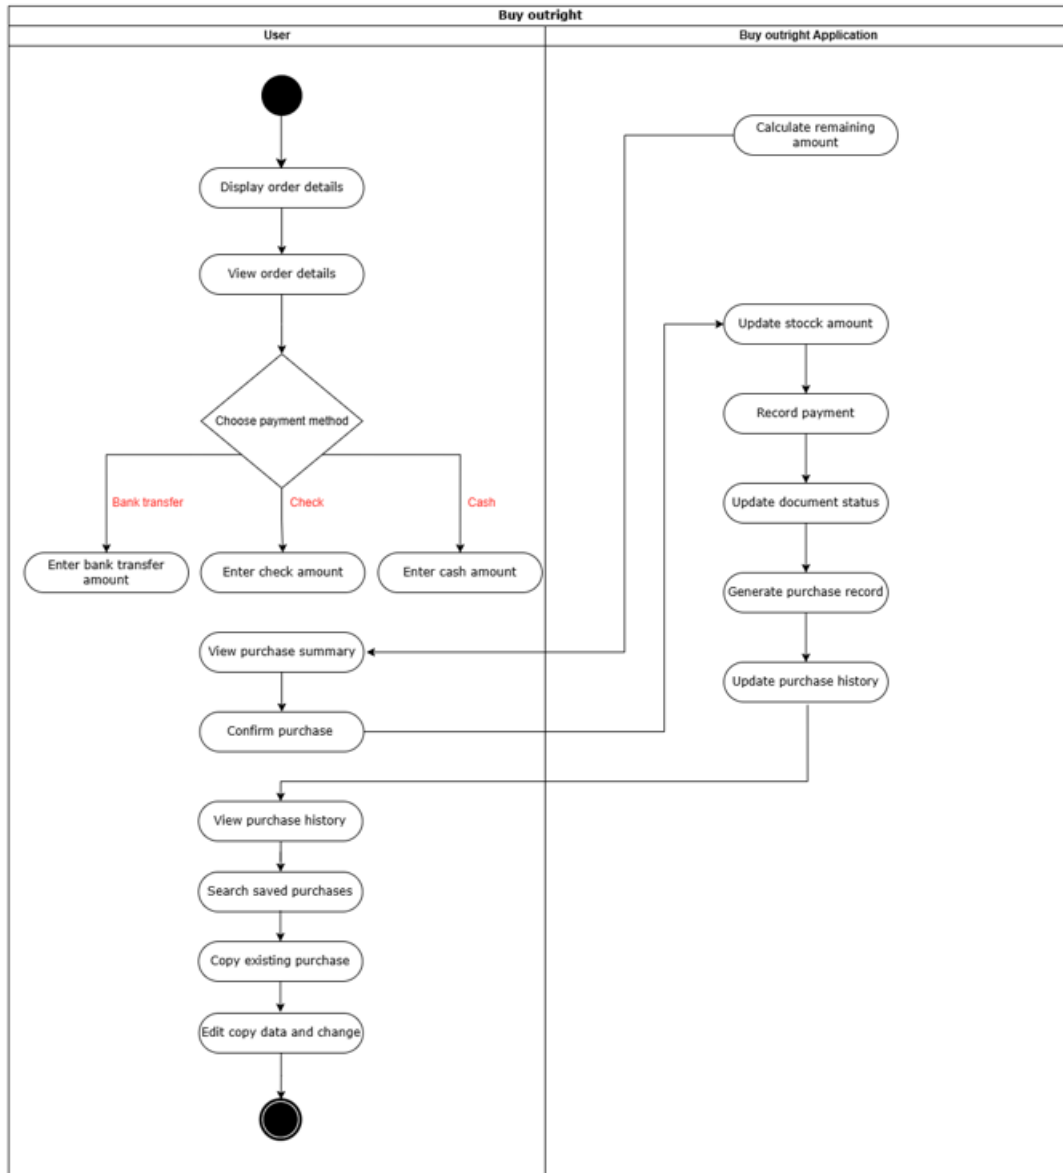 Buy outright
User
Buy outright Application
Calculate remaining
amount
Display order details
View order details
Update stocck amount
Choose payment method
Record payment
Bank transfer
Check
Cash
Update document status
Enter bank transfer
amount
Enter check amount
Enter cash amount
Generate purchase record
View purchase summary
Update purchase history
Confirm purchase
View purchase history
Search saved purchases
Copy existing purchase
Edit copy data and change